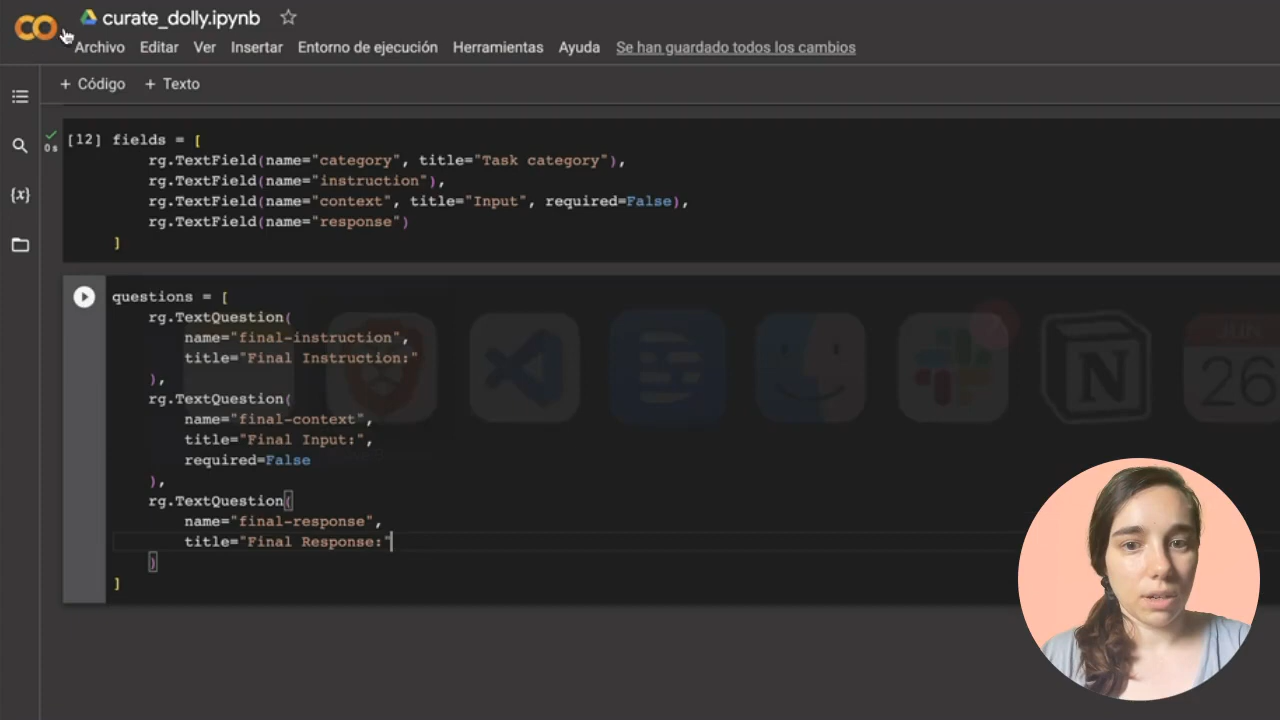 CO
curate_dolly.ipynb
Archivo Editar Ver Insertar Entorno de ejecución Herramientas Ayuda Se han guardado todos los cambios
+ Código + Texto
[12] fields = [
0 s
rg.TextField(name="category", title="Task category"),
rg.TextField(name="instruction"),
{x}
rg.TextField(name="context", title="Input", required=False),
rg.TextField(name="response")
]
questions = [
rg.TextQuestion(
name="final-instruction",
title="Final Instruction:"
),
rg.TextQuestion(
name="final-context",
title="Final Input:",
required=False
),
rg.TextQuestion(
name="final-response",
title="Final Response:"
)
]
N
JUN
26